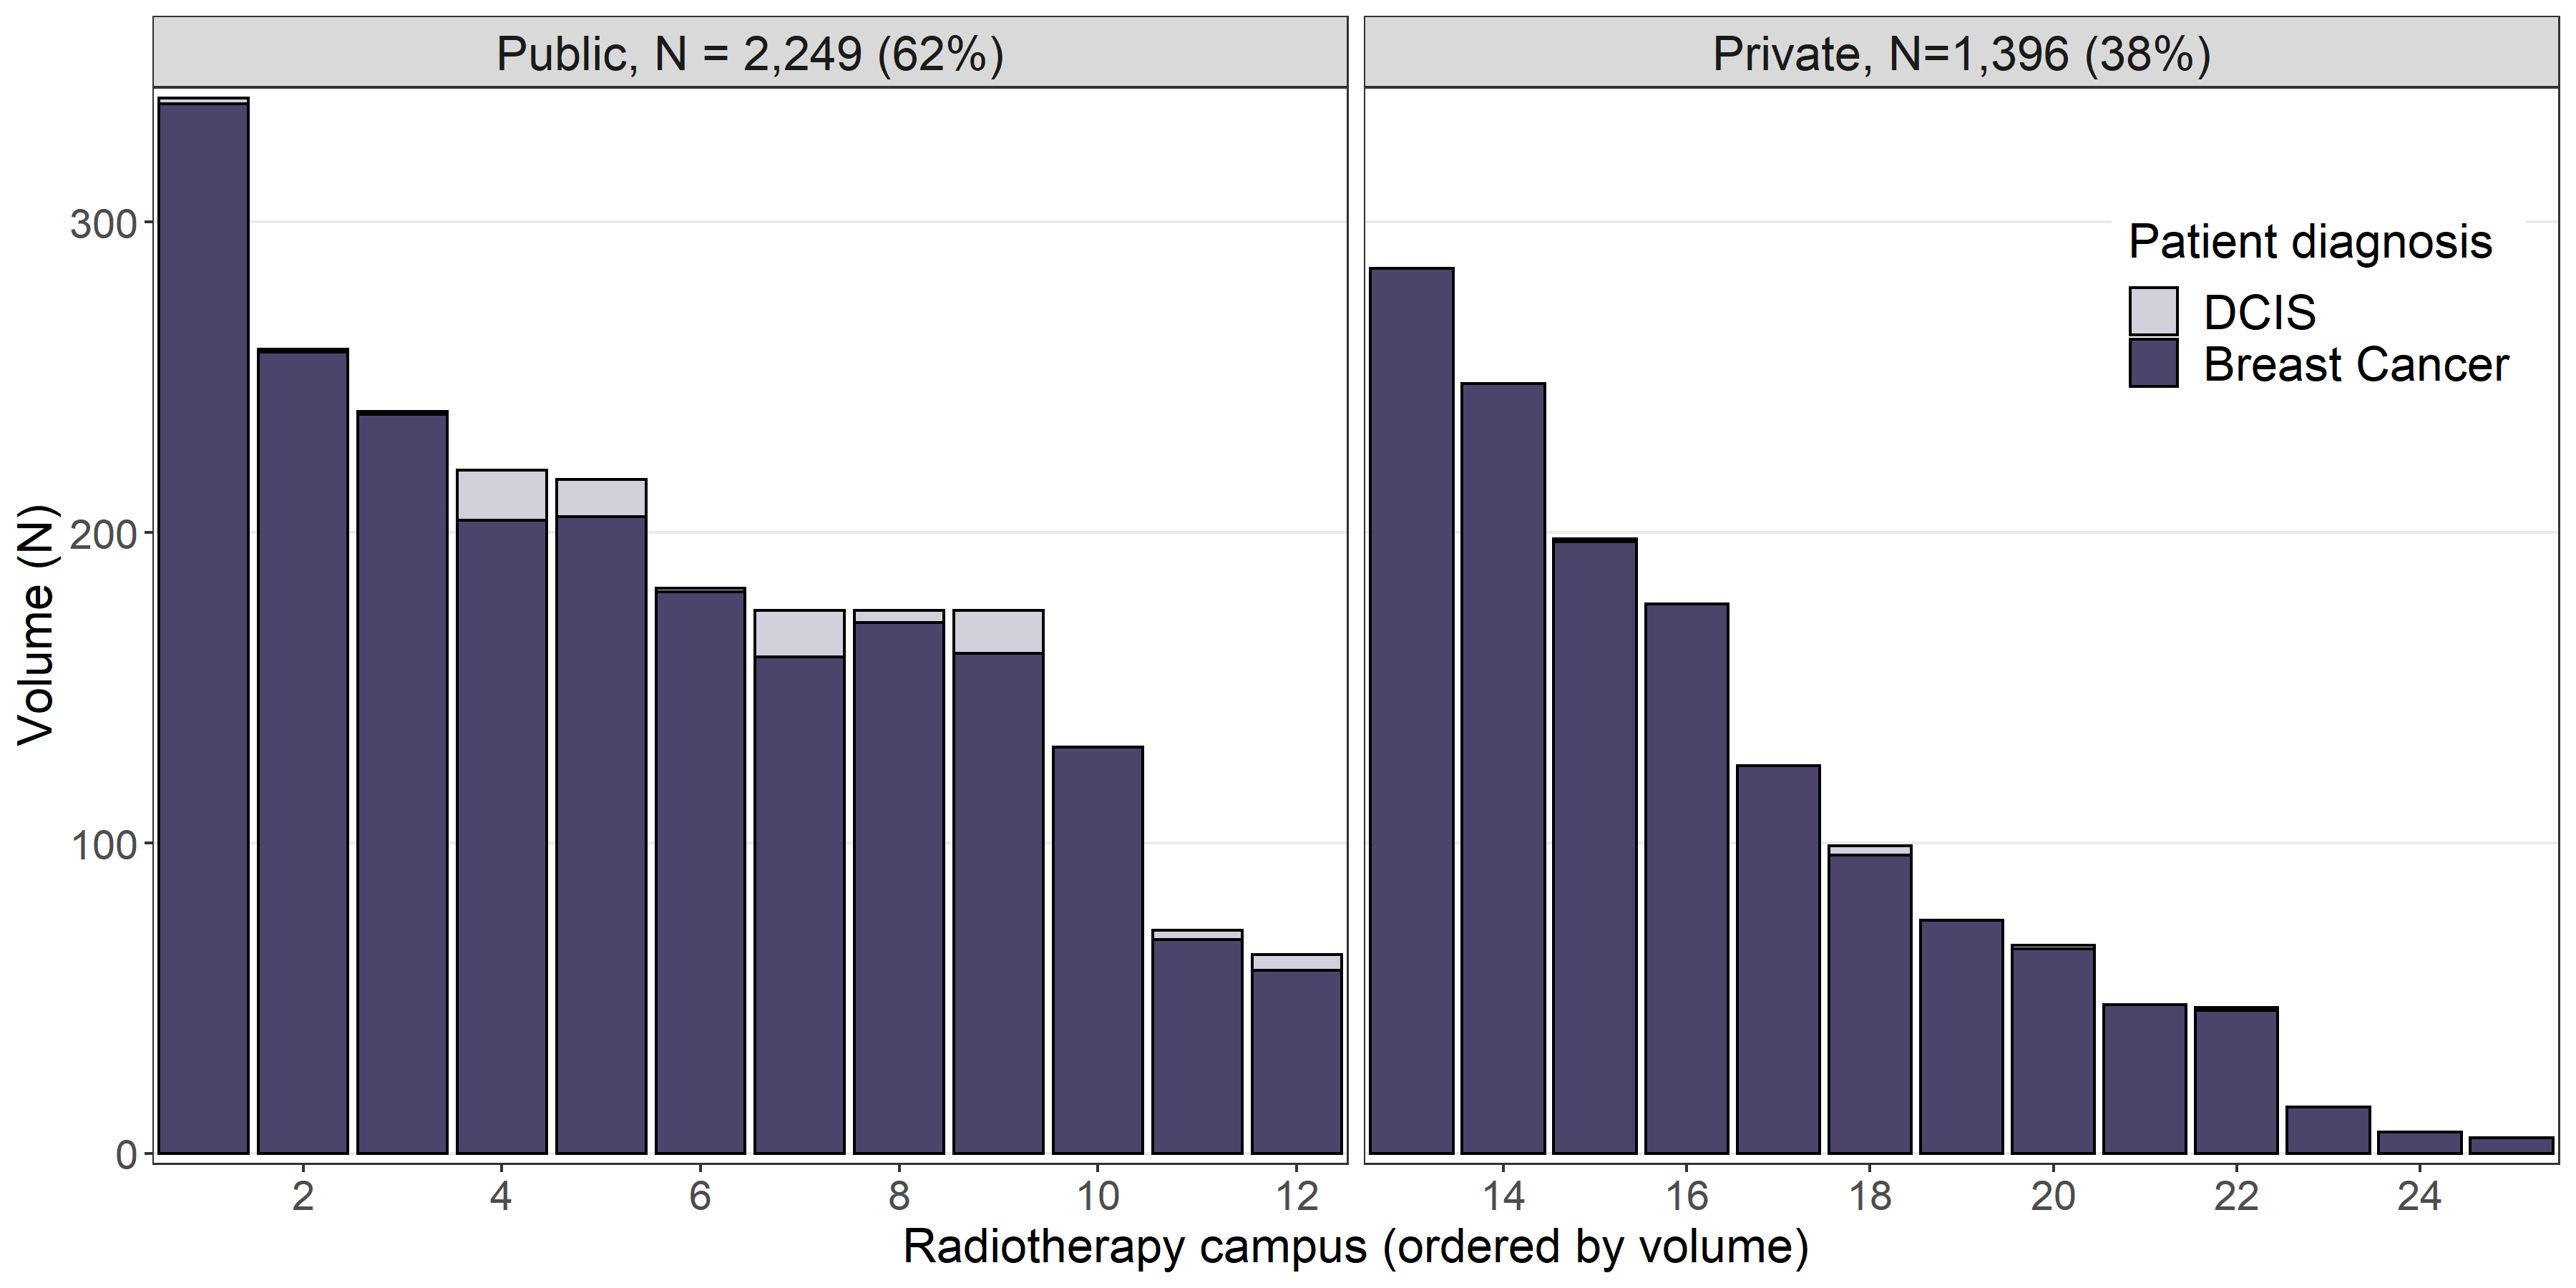 Public, N = 2,249 (62%)
Private, N=1,396 (38%)
Volume (N)
300
200
100
0
Patient diagnosis
DCIS
Breast Cancer
2 4 6 8 10 12 14 16 18 20 22 24
Radiotherapy campus (ordered by volume)